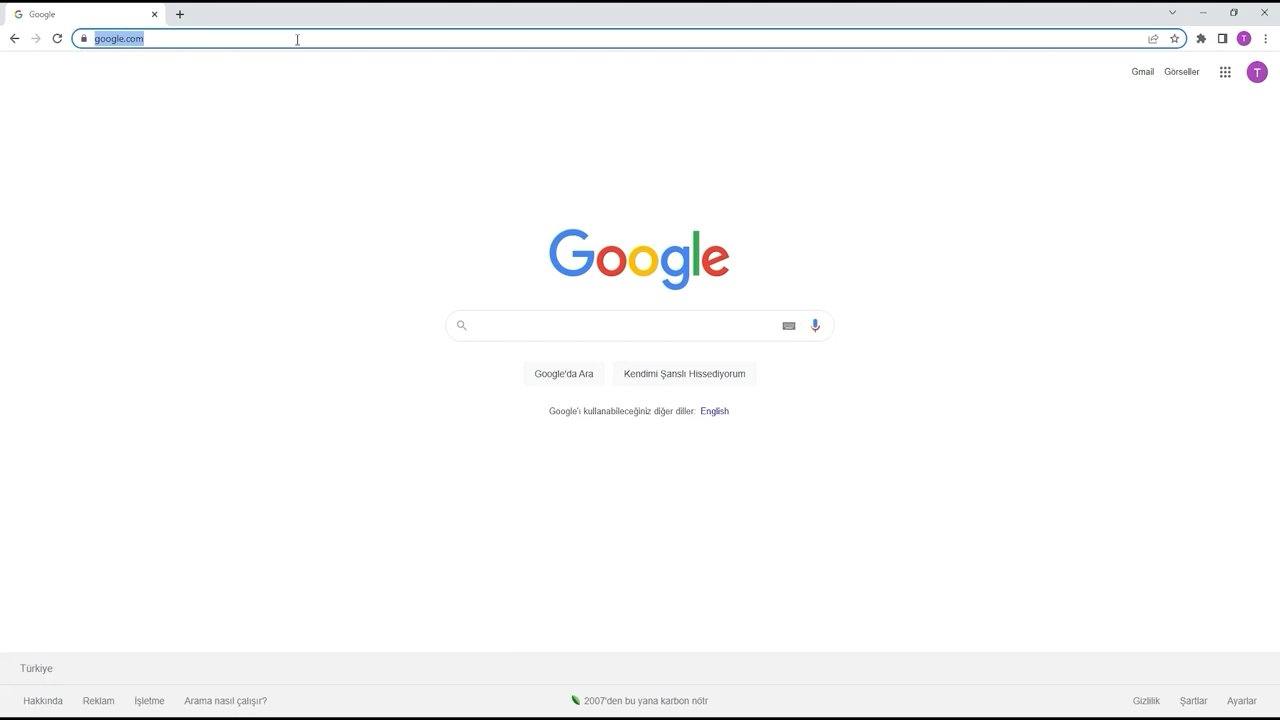 Google
google.com
T
Gmail Görseller
T
Google
Google'da Ara Kendimi Şanslı Hissediyorum
Google'ı kullanabileceğiniz diğer diller: English
Türkiye
Hakkında Reklam İşletme Arama nasıl çalışır? 2007'den bu yana karbon nötr Gizlilik Şartlar Ayarlar